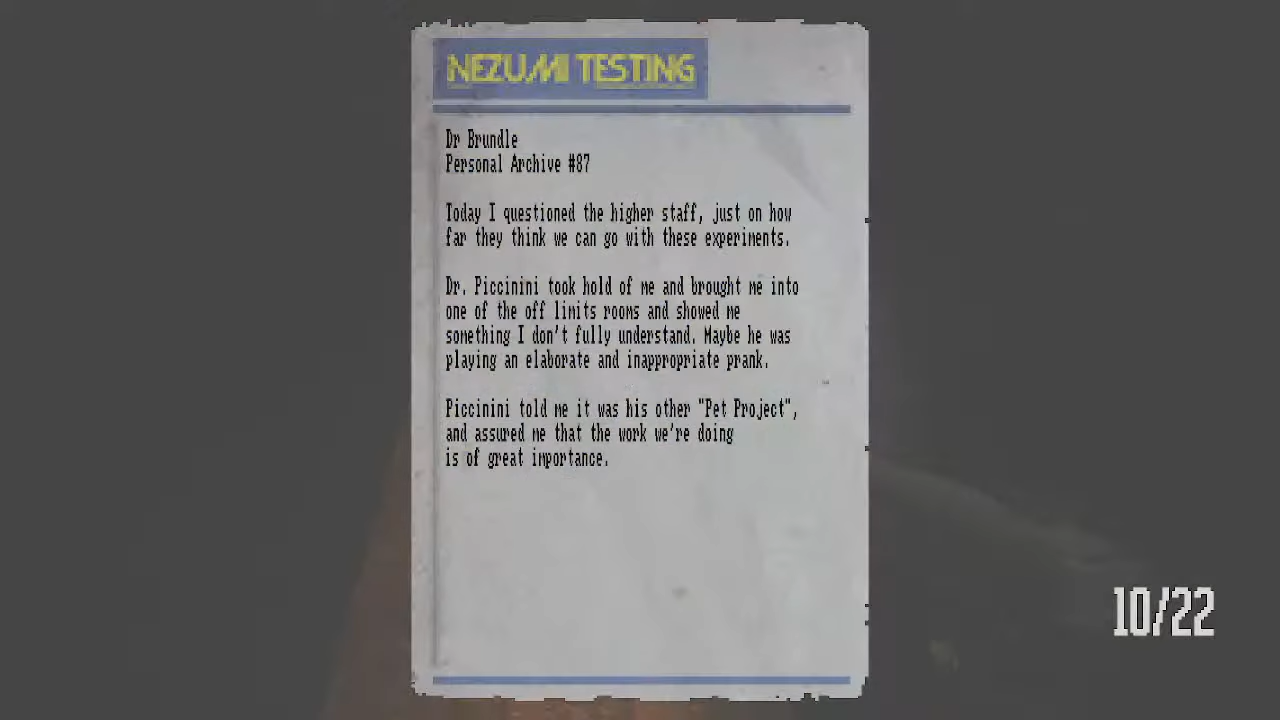 NEZUMI TESTING
Dr Brundle
Personal Archive #87
Today I questioned the higher staff, just on how
far they think we can go with these experiments.
Dr. Piccinini took hold of me and brought me into
one of the off limits rooms and showed me
something I don't fully understand. Maybe he was
playing an elaborate and inappropriate prank.
Piccinini told me it was his other "Pet Project",
and assured me that the work we're doing
is of great importance.
10/22